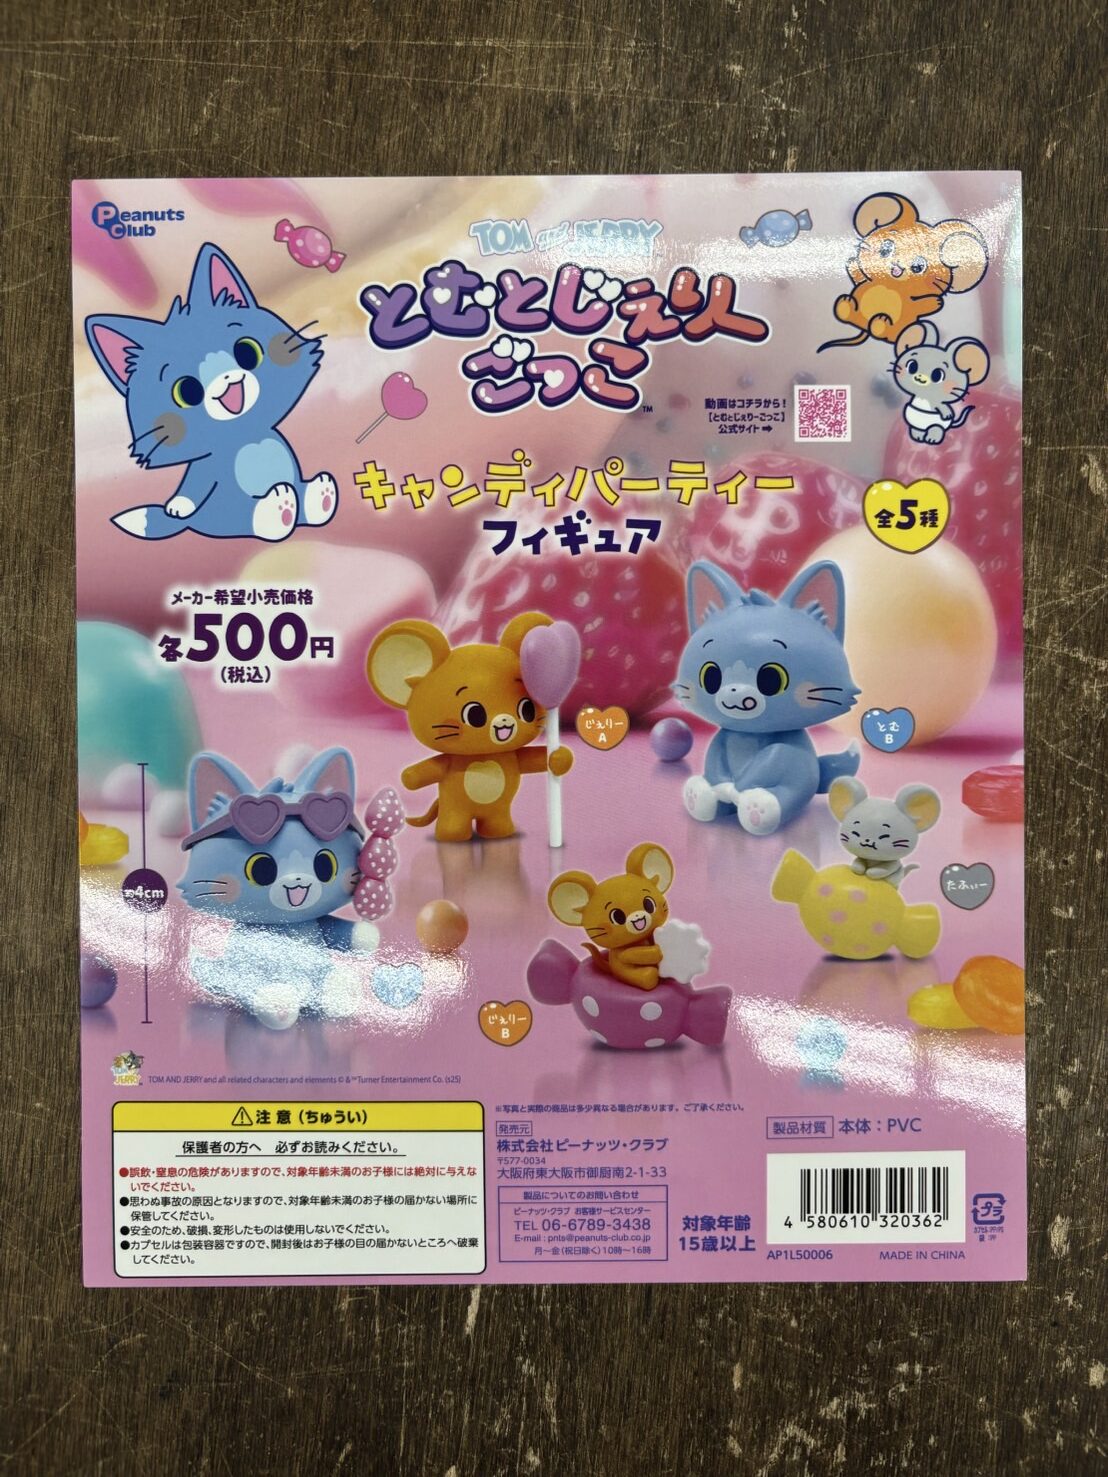 Peanuts Club
TOM and JERRY
とむとじぇりー
ごっこ
TM
動画はコチラから!
【とむとじぇりーごっこ】
公式サイト➡
キャンディパーティー
フィギュア
全5種
メーカー希望小売価格
各500円
(税込)
じぇりー
A
とむ
B
たふぃー
約4cm
じぇりー
B
TOM AND JERRY and all related characters and elements © & ™Turner Entertainment Co. (s25)
⚠注意(ちゅうい)
保護者の方へ 必ずお読みください。
●誤飲・窒息の危険がありますので、対象年齢未満のお子様には絶対に与えな
いでください。
●思わぬ事故の原因となりますので、対象年齢未満のお子様の届かない場所に
保管してください。
●安全のため、破損、変形したものは使用しないでください。
●カプセルは包装容器ですので、開封後はお子様の目の届かないところへ破棄
してください。
※写真と実際の商品は多少異なる場合があります。ご了承ください。
発売元
株式会社ピーナッツ・クラブ
〒577-0034
大阪府東大阪市御厨南2-1-33
製品についてのお問い合わせ
ピーナッツ・クラブ お客様サービスセンター
TEL 06-6789-3438
E-mail : pnts@peanuts-club.co.jp
月〜金(祝日除く)10時〜16時
対象年齢
15歳以上
製品材質 本体:PVC
4 580610 320362
AP1L50006
MADE IN CHINA
プラ